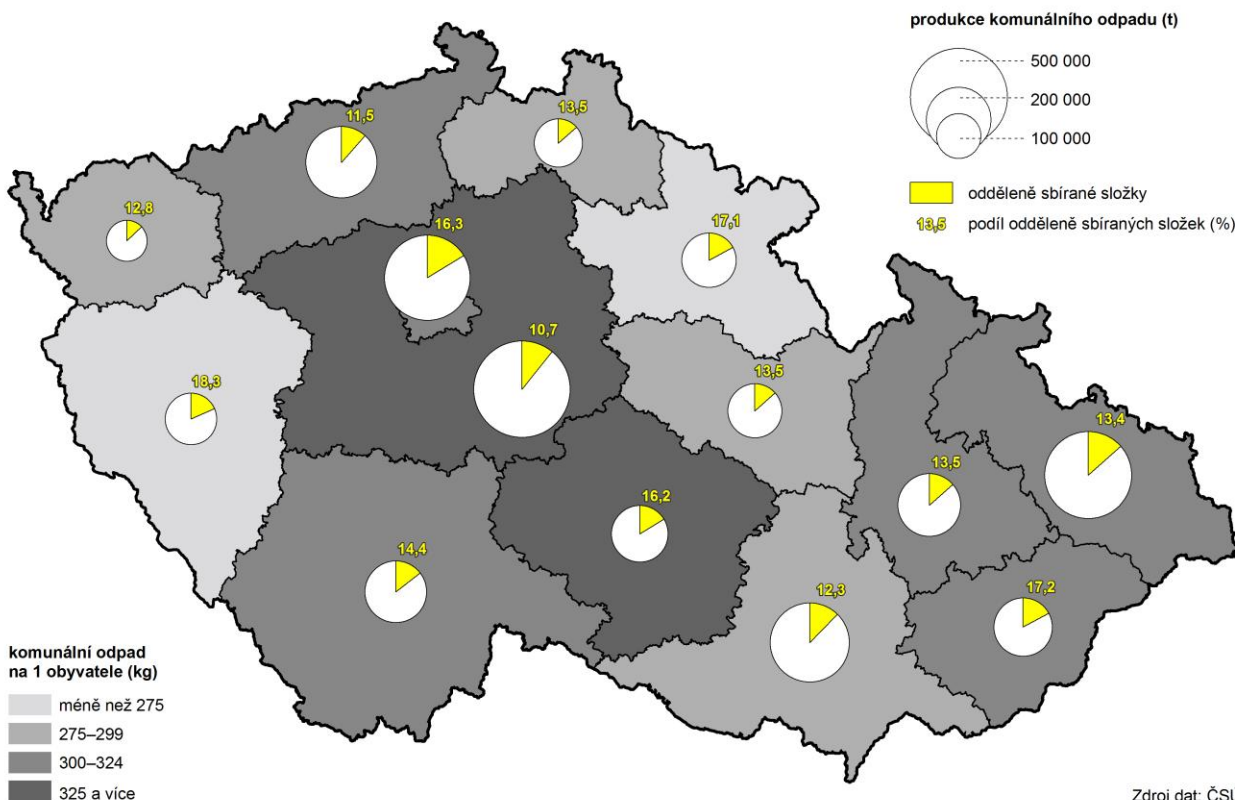 produkce komunálního odpadu (t)
500 000
200 000
100 000
odděleně sbírané složky
13,5 podíl odděleně sbíraných složek (%)
11,5
13,5
12,8
16,3
17,1
10,7
18,3
13,5
13,4
13,5
16,2
14,4
12,3
17,2
komunální odpad
na 1 obyvatele (kg)
méně než 275
275–299
300–324
325 a více
Zdroj dat: ČSÚ